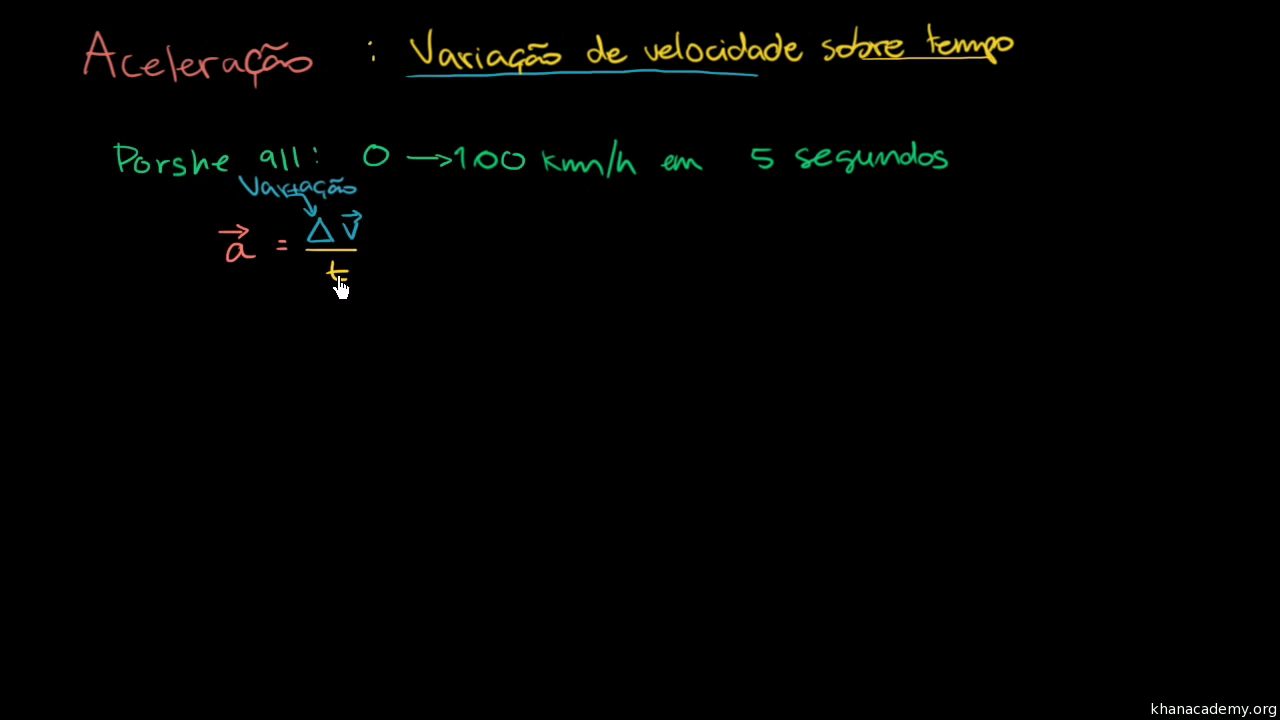 Aceleração : Variação de velocidade sobre tempo
Porshe 911: 0 → 100 km/h em 5 segundos
Variação
a = Δv
t
khanacademy.org